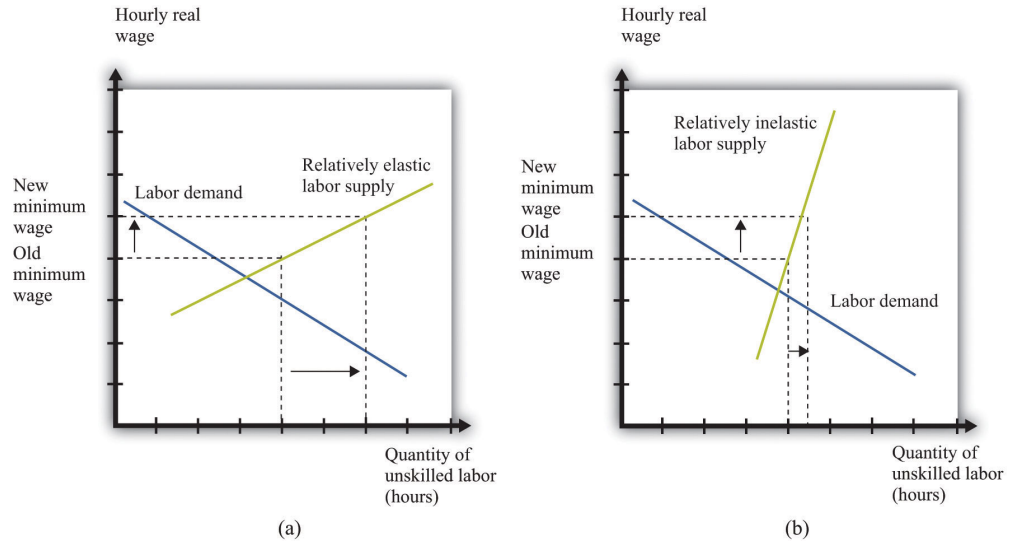 Hourly real
wage
New
minimum
wage
Old
minimum
wage
Labor demand
Relatively elastic
labor supply
Quantity of
unskilled labor
(hours)
(a)
Hourly real
wage
New
minimum
wage
Old
minimum
wage
Relatively inelastic
labor supply
Labor demand
Quantity of
unskilled labor
(hours)
(b)